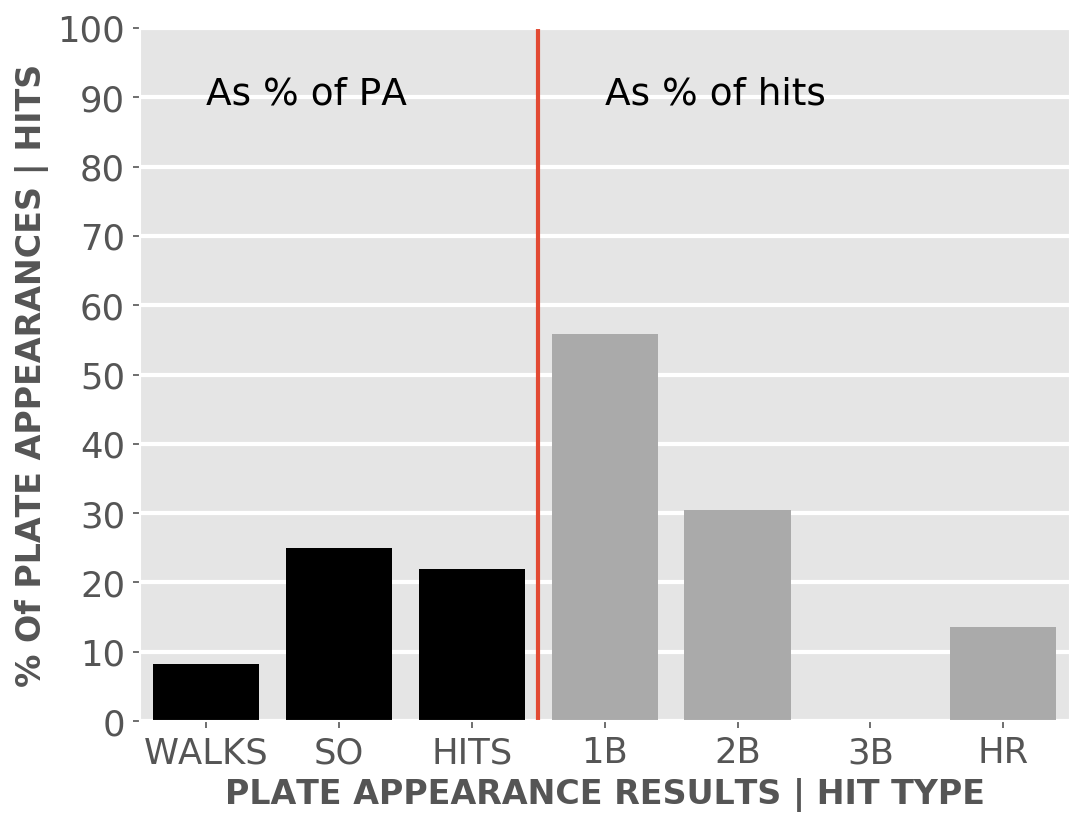 % Of PLATE APPEARANCES | HITS
100
90
80
70
60
50
40
30
20
10
0
As % of PA
As % of hits
WALKS SO HITS 1B 2B 3B HR
PLATE APPEARANCE RESULTS | HIT TYPE